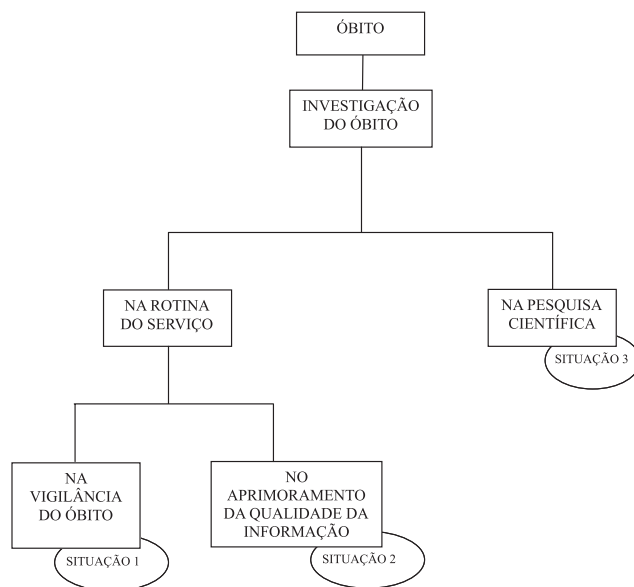 ÓBITO
INVESTIGAÇÃO
DO ÓBITO
NA ROTINA
DO SERVIÇO
NA PESQUISA
CIENTÍFICA
SITUAÇÃO 3
NA
VIGILÂNCIA
DO ÓBITO
SITUAÇÃO 1
NO
APRIMORAMENTO
DA QUALIDADE DA
INFORMAÇÃO
SITUAÇÃO 2